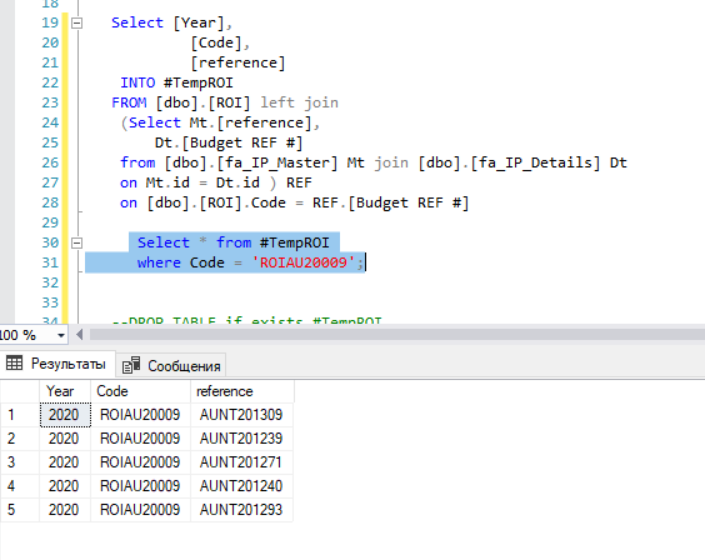 18
19 Select [Year],
20 [Code],
21 [reference]
22 INTO #TempROI
23 FROM [dbo].[ROI] left join
24 (Select Mt.[reference],
25 Dt.[Budget REF #]
26 from [dbo].[fa_IP_Master] Mt join [dbo].[fa_IP_Details] Dt
27 on Mt.id = Dt.id ) REF
28 on [dbo].[ROI].Code = REF.[Budget REF #]
29
30 Select * from #TempROI
31 where Code = 'ROIAU20009';
32
33
34 --DROP TABLE if exists #TempROI
100 %
Результаты Сообщения
Year Code reference
1 2020 ROIAU20009 AUNT201309
2 2020 ROIAU20009 AUNT201239
3 2020 ROIAU20009 AUNT201271
4 2020 ROIAU20009 AUNT201240
5 2020 ROIAU20009 AUNT201293